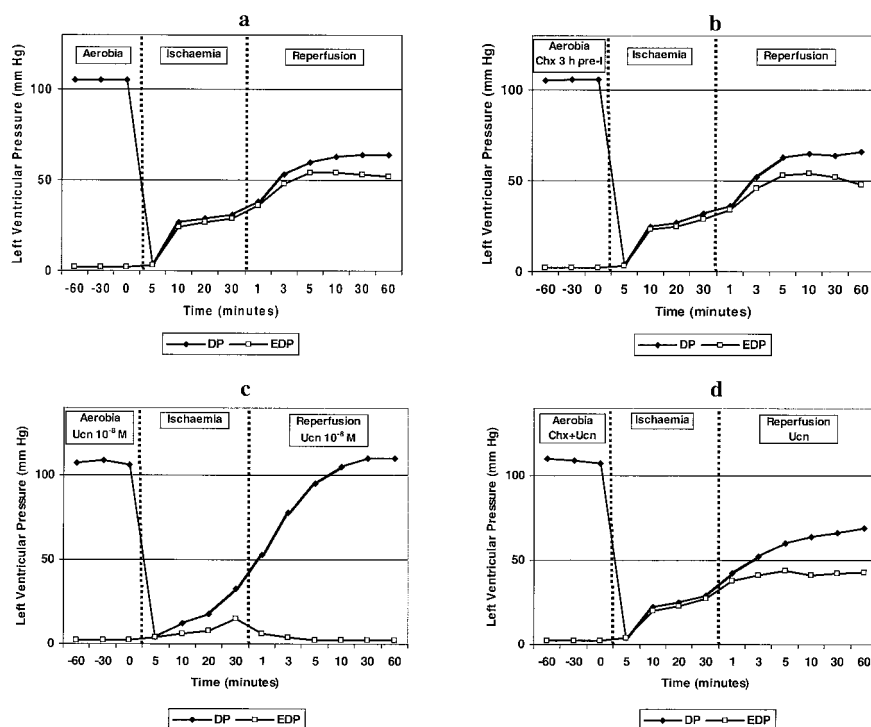 a
Aerobia
Ischaemia
Reperfusion
Left Ventricular Pressure (mm Hg)
100
50
0
-60 -30 0 5 10 20 30 1 3 5 10 30 60
Time (minutes)
DP EDP
b
Aerobia
Chx 3 h pre-I
Ischaemia
Reperfusion
Left Ventricular Pressure (mm Hg)
100
50
0
-60 -30 0 5 10 20 30 1 3 5 10 30 60
Time (minutes)
DP EDP
c
Aerobia
Ucn 10⁻⁸ M
Ischaemia
Reperfusion
Ucn 10⁻⁸ M
Left Ventricular Pressure (mm Hg)
100
50
0
-60 -30 0 5 10 20 30 1 3 5 10 30 60
Time (minutes)
DP EDP
d
Aerobia
Chx+Ucn
Ischaemia
Reperfusion
Ucn
Left Ventricular Pressure (mm Hg)
100
50
0
-60 -30 0 5 10 20 30 1 3 5 10 30 60
Time (minutes)
DP EDP